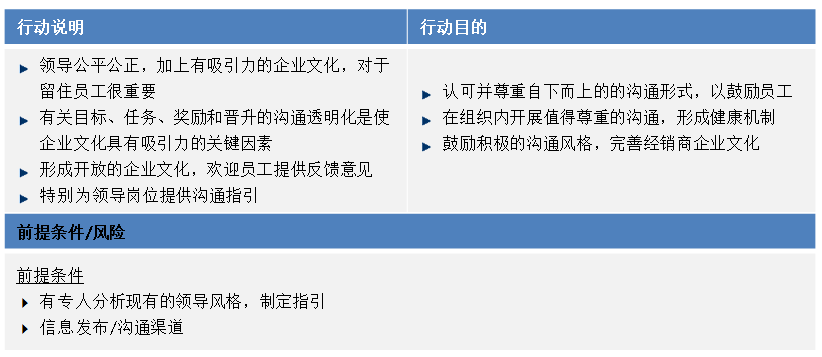 行动说明
领导公平公正，加上有吸引力的企业文化，对于
留住员工很重要
有关目标、任务、奖励和晋升的沟通透明化是使
企业文化具有吸引力的关键因素
形成开放的企业文化，欢迎员工提供反馈意见
特别为领导岗位提供沟通指引
行动目的
认可并尊重自下而上的的沟通形式，以鼓励员工
在组织内开展值得尊重的沟通，形成健康机制
鼓励积极的沟通风格，完善经销商企业文化
前提条件/风险
前提条件
有专人分析现有的领导风格，制定指引
信息发布/沟通渠道